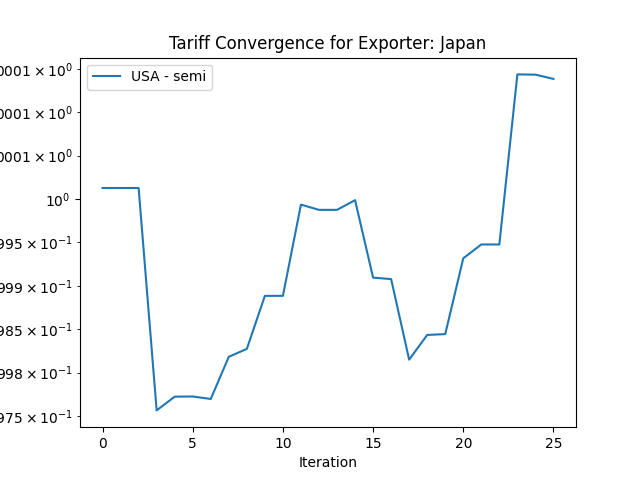 Tariff Convergence for Exporter: Japan
USA - semi
0001 × 10⁰
0001 × 10⁰
0001 × 10⁰
10⁰
995 × 10⁻¹
999 × 10⁻¹
985 × 10⁻¹
998 × 10⁻¹
975 × 10⁻¹
0 5 10 15 20 25
Iteration